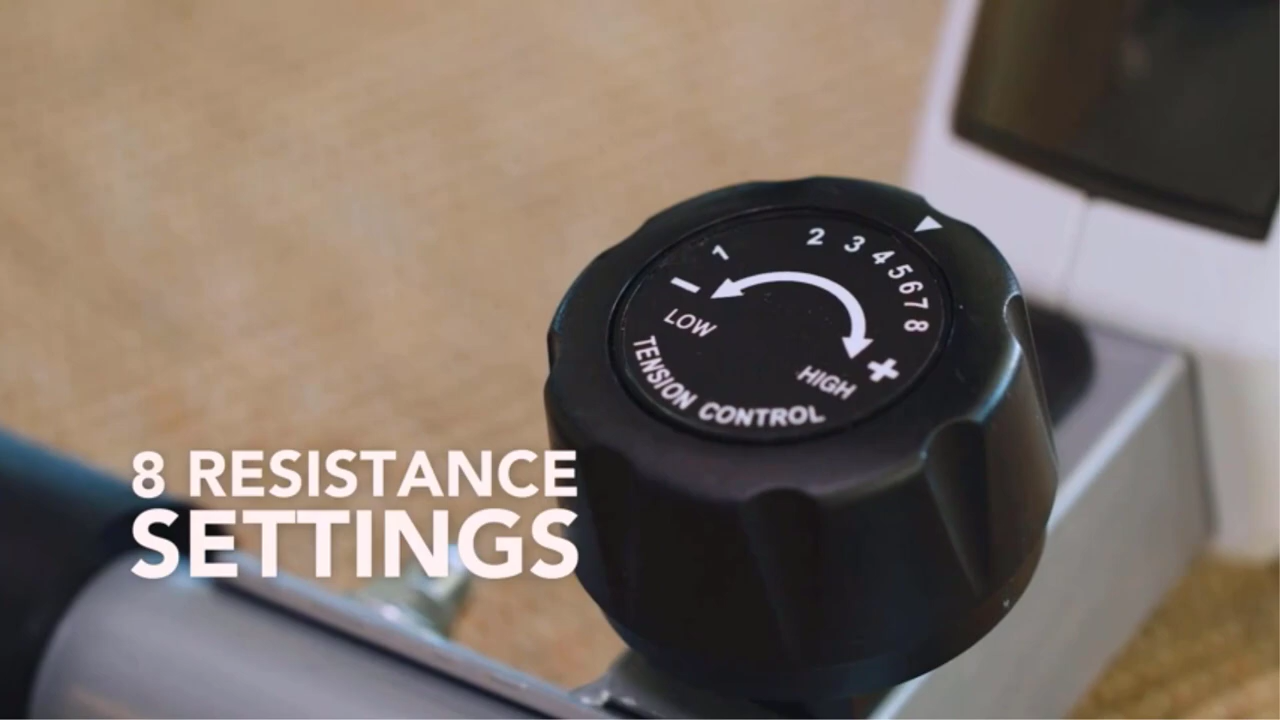 1 2 3 4 5 6 7 8
LOW
HIGH
TENSION CONTROL
8 RESISTANCE
SETTINGS